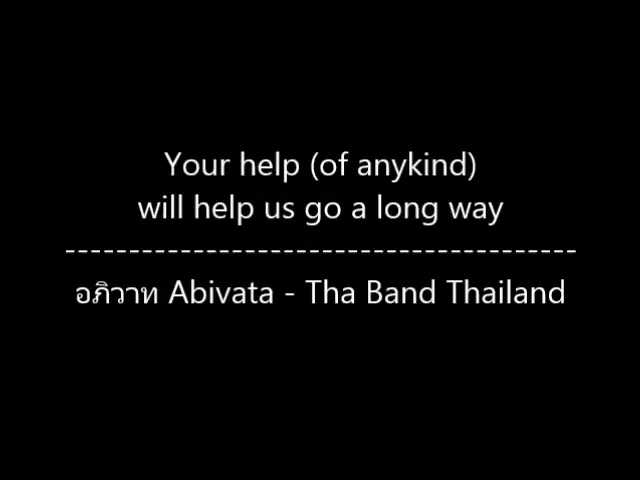 Your help (of anykind)
will help us go a long way
----------------------------------------
อภิวาท Abivata - Tha Band Thailand